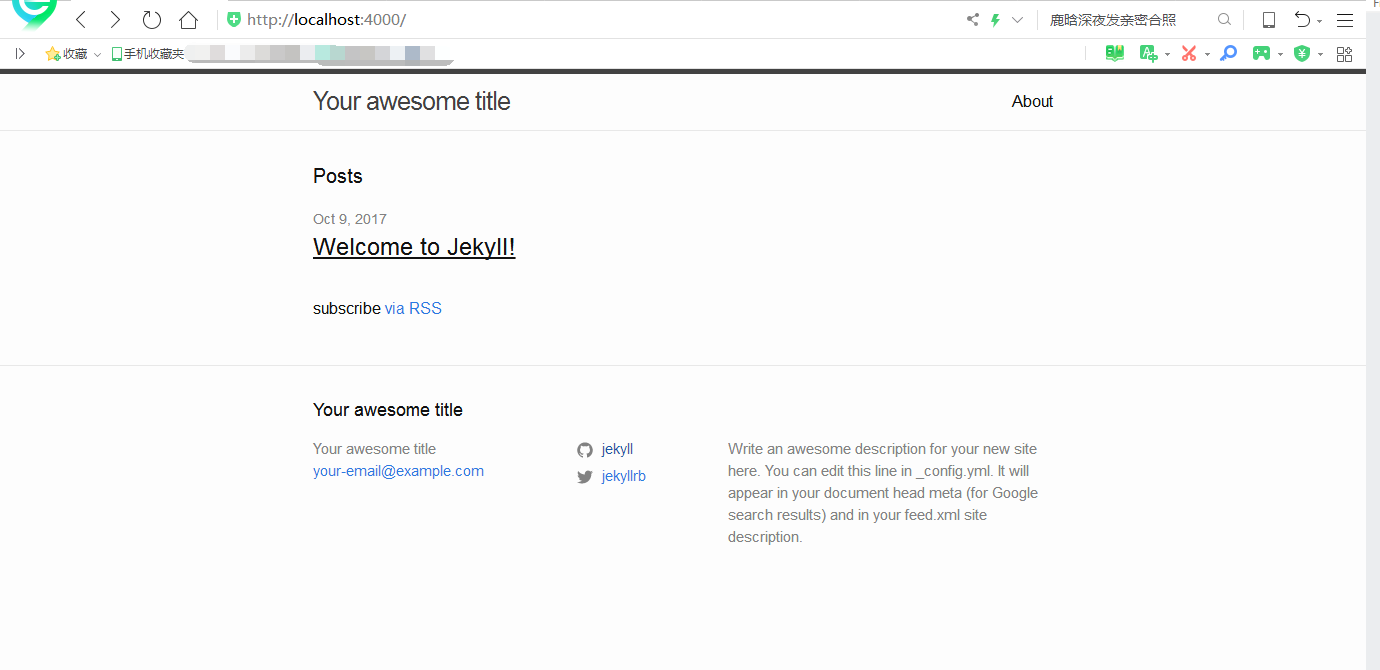 http://localhost:4000/
鹿晗深夜发亲密合照
收藏
手机收藏夹
Your awesome title
About
Posts
Oct 9, 2017
Welcome to Jekyll!
subscribe via RSS
Your awesome title
Your awesome title
your-email@example.com
jekyll
jekyllrb
Write an awesome description for your new site
here. You can edit this line in _config.yml. It will
appear in your document head meta (for Google
search results) and in your feed.xml site
description.